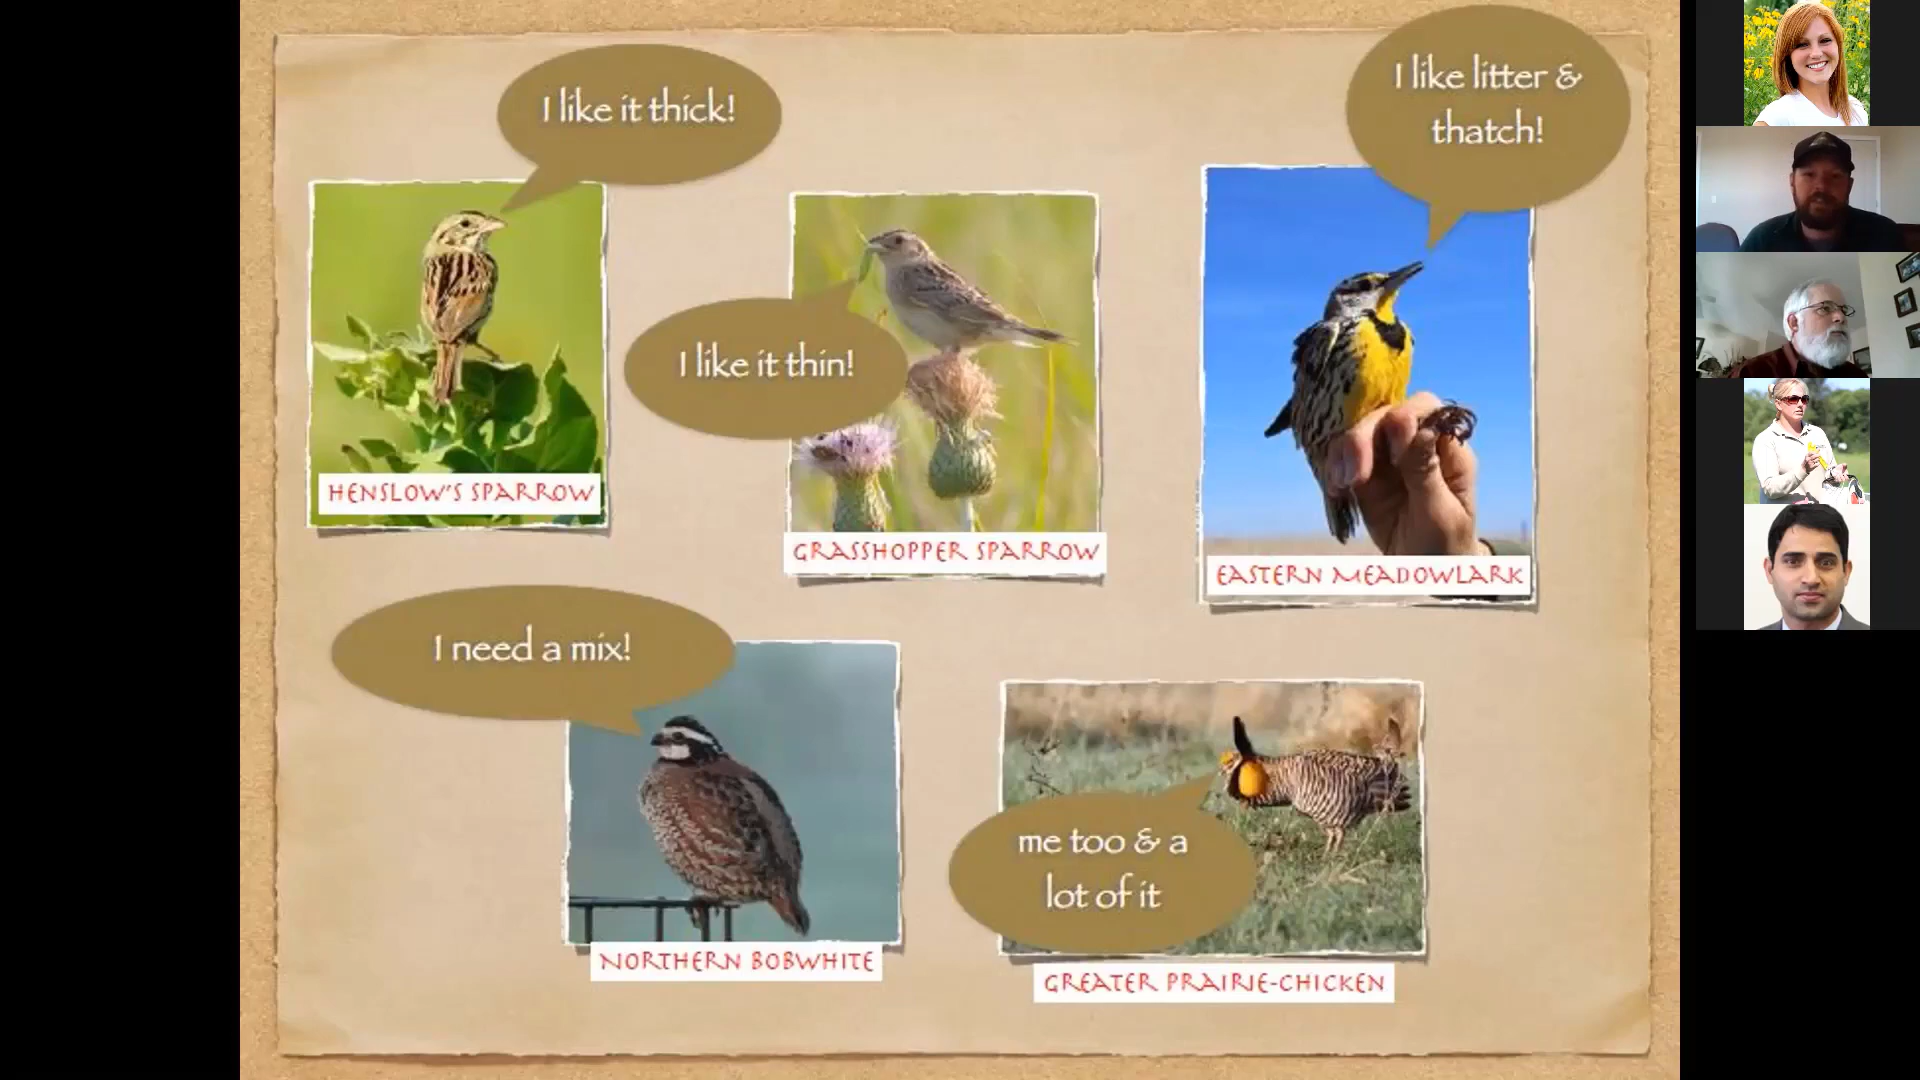 I like it thick!
HENSLOW'S SPARROW
I like it thin!
GRASSHOPPER SPARROW
I like litter &
thatch!
EASTERN MEADOWLARK
I need a mix!
NORTHERN BOBWHITE
me too & a
lot of it
GREATER PRAIRIE-CHICKEN